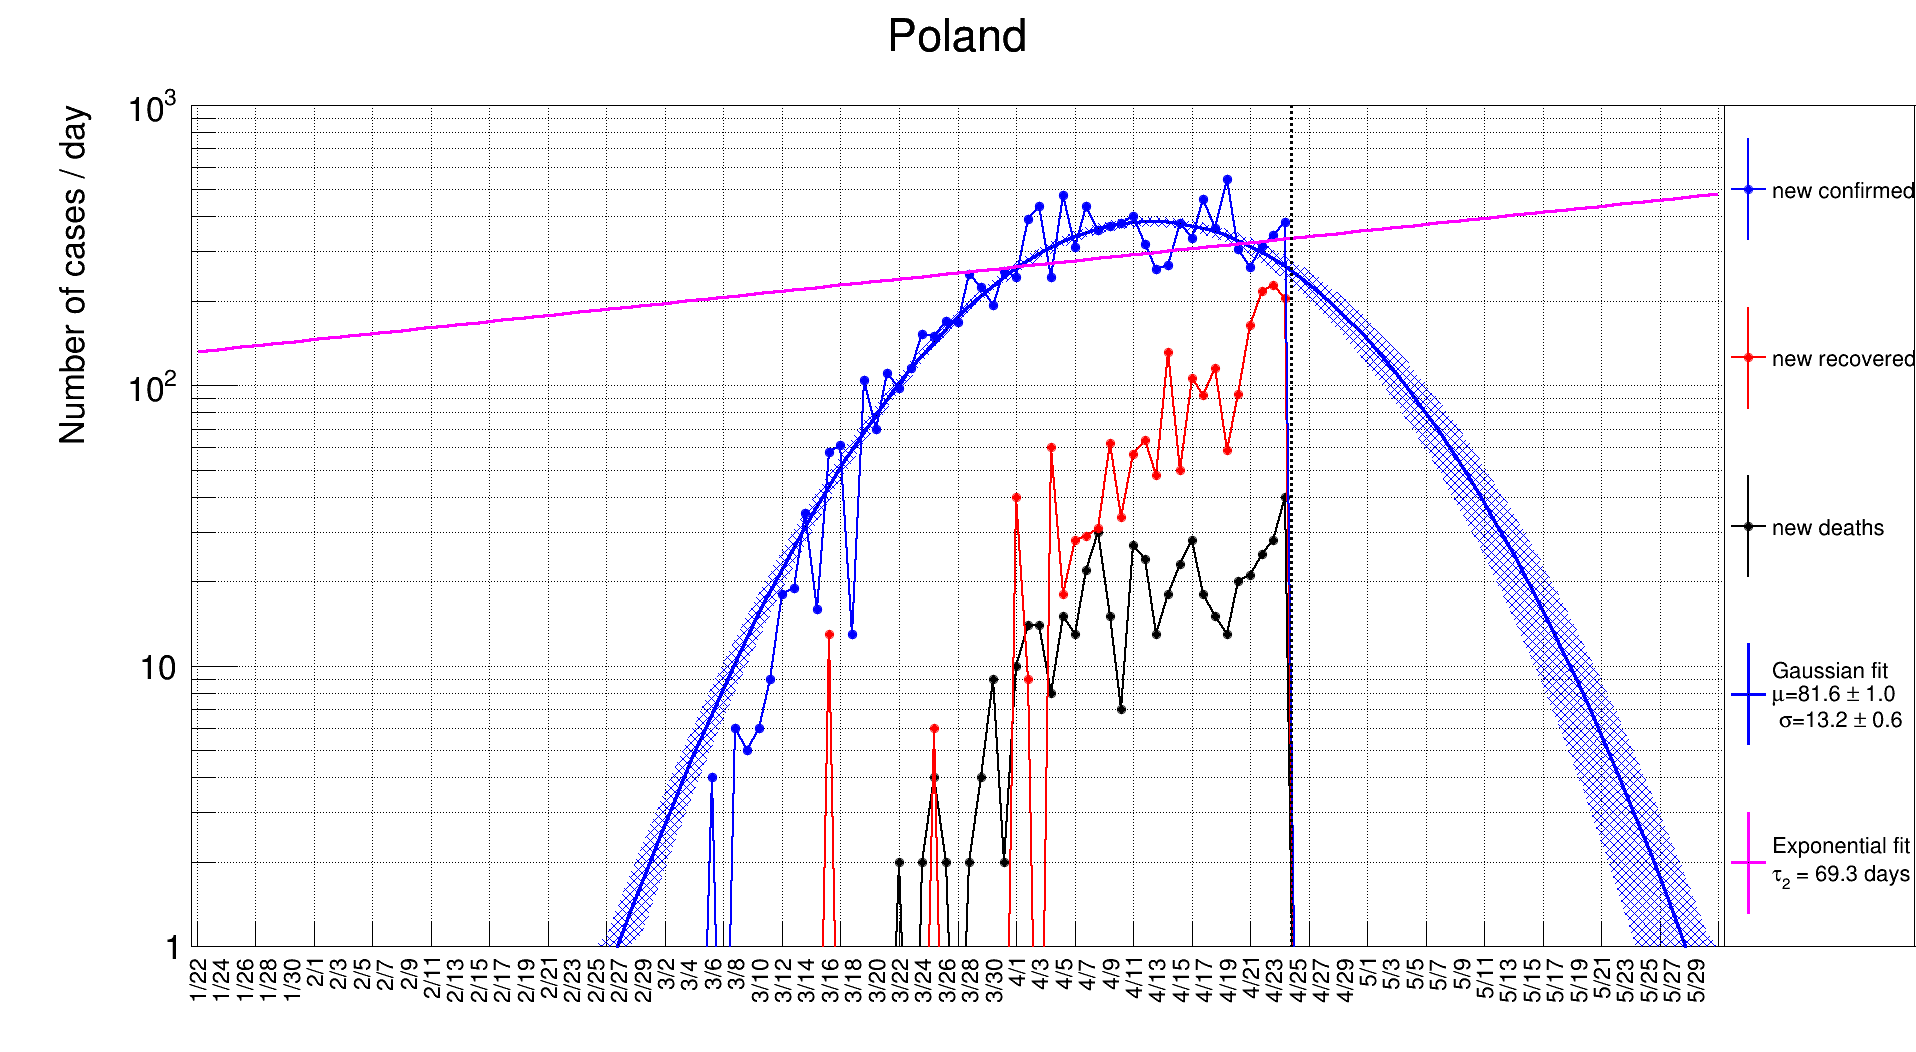 Poland
Number of cases / day
10³
10²
10
1
1/22 1/24 1/26 1/28 1/30 2/1 2/3 2/5 2/7 2/9 2/11 2/13 2/15 2/17 2/19 2/21 2/23 2/25 2/27 2/29 3/2 3/4 3/6 3/8 3/10 3/12 3/14 3/16 3/18 3/20 3/22 3/24 3/26 3/28 3/30 4/1 4/3 4/5 4/7 4/9 4/11 4/13 4/15 4/17 4/19 4/21 4/23 4/25 4/27 4/29 5/1 5/3 5/5 5/7 5/9 5/11 5/13 5/15 5/17 5/19 5/21 5/23 5/25 5/27 5/29
new confirmed
new recovered
new deaths
Gaussian fit
μ=81.6 ± 1.0
σ=13.2 ± 0.6
Exponential fit
τ₂ = 69.3 days